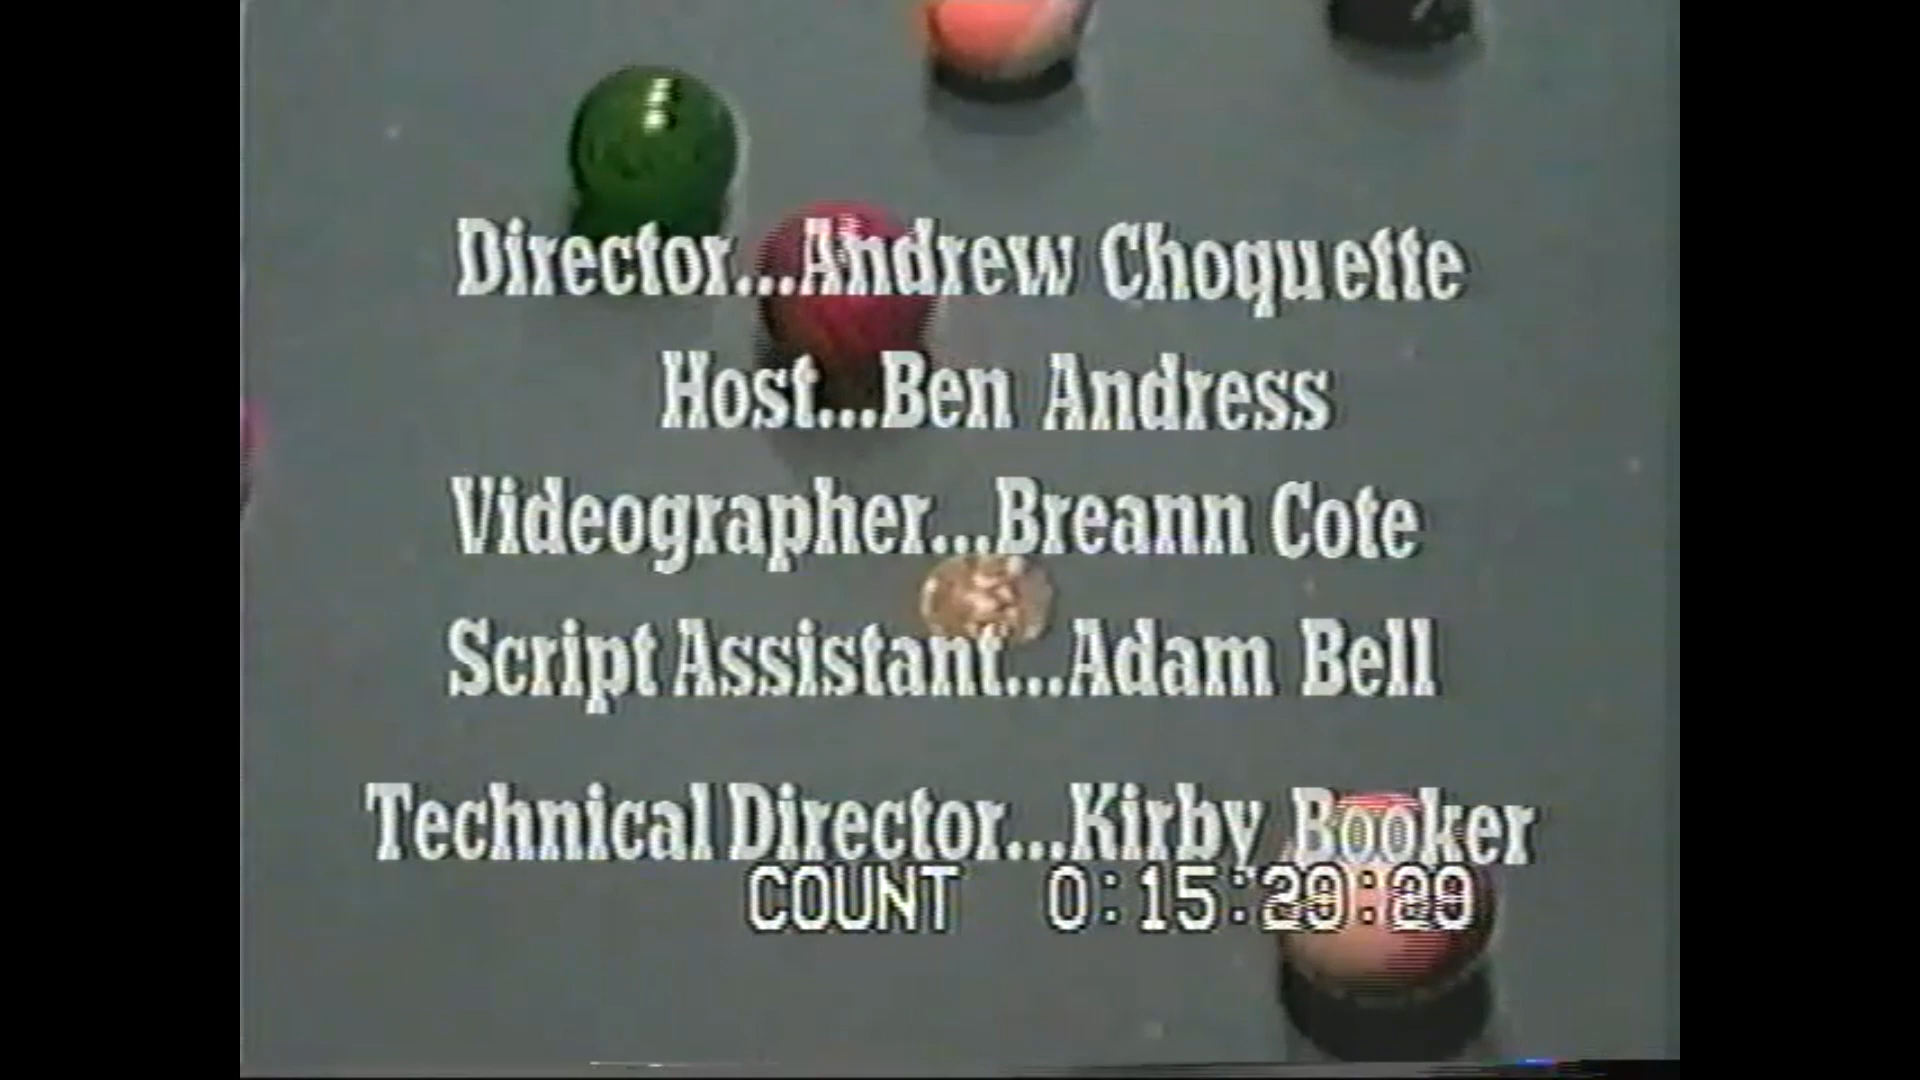 Director...Andrew Choquette
Host...Ben Andress
Videographer...Breann Cote
Script Assistant...Adam Bell
Technical Director...Kirby Booker
COUNT 0:15:29:29